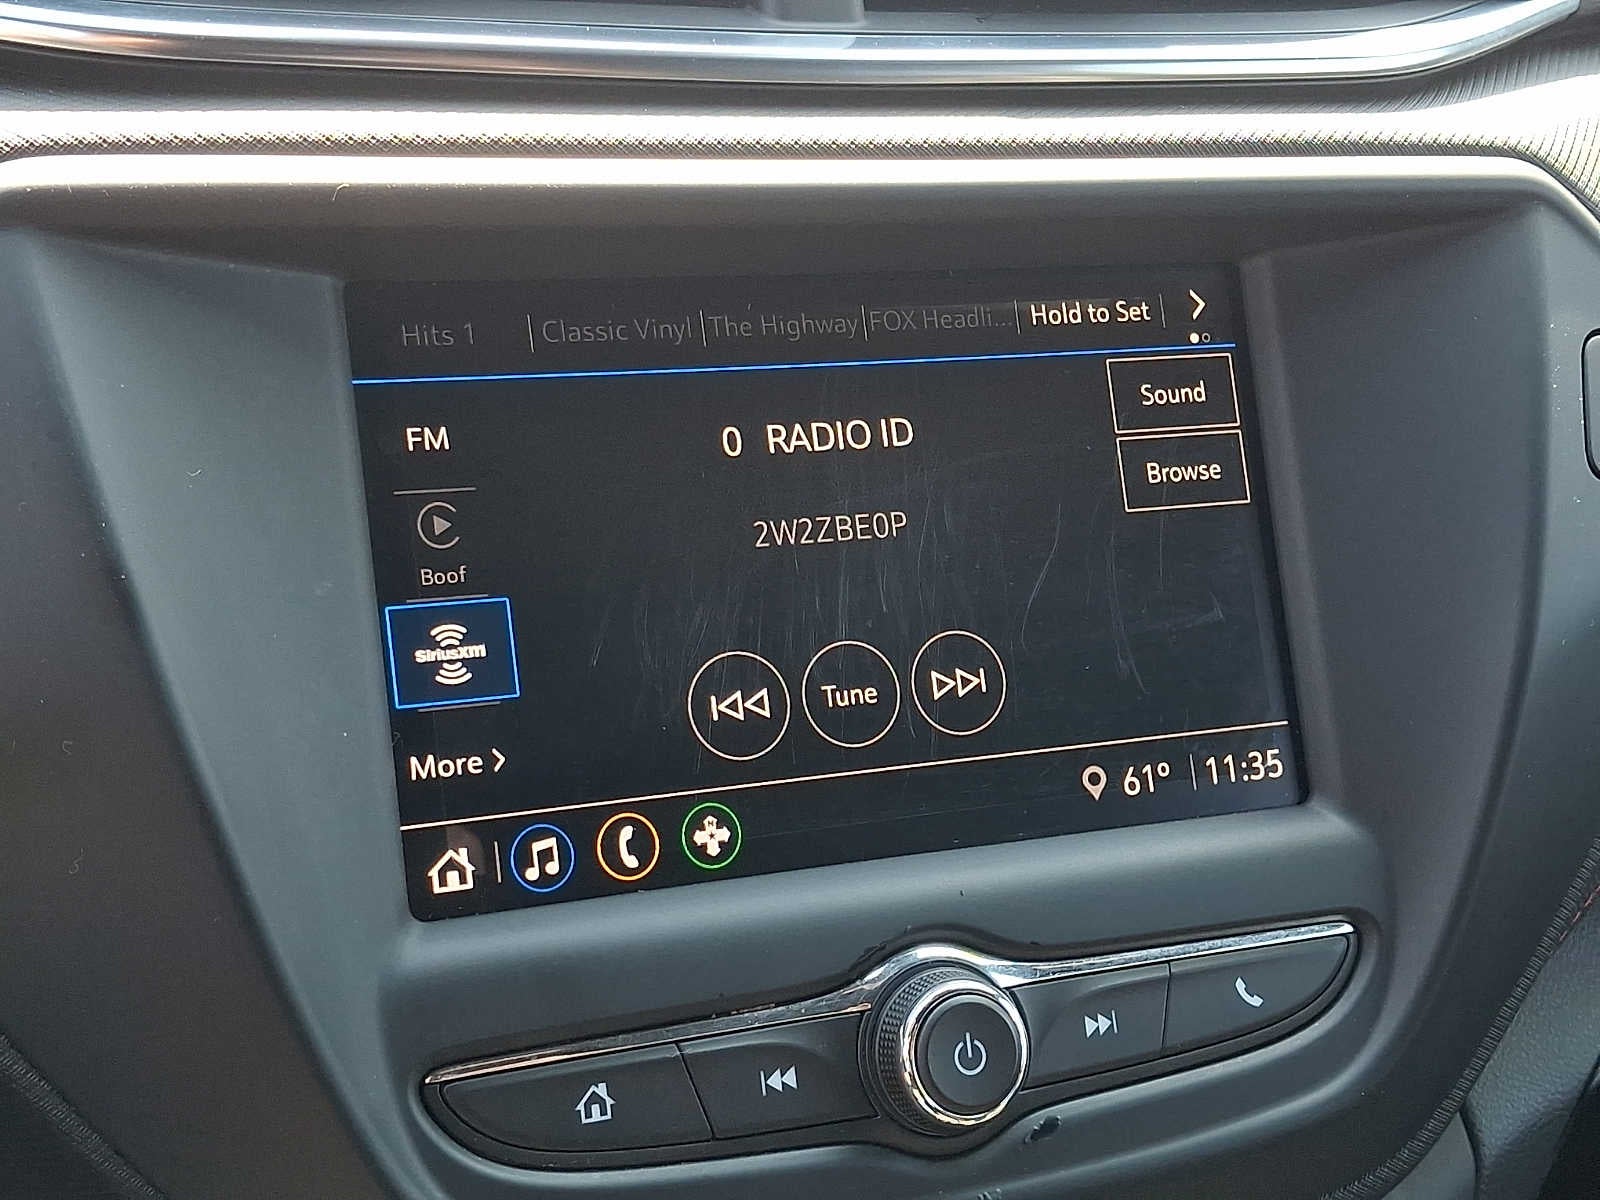 Hits 1 Classic Vinyl The Highway FOX Headli... Hold to Set
FM
0 RADIO ID
Sound
Browse
2W2ZBE0P
Boof
SiriusXM
Tune
More
61° 11:35
N